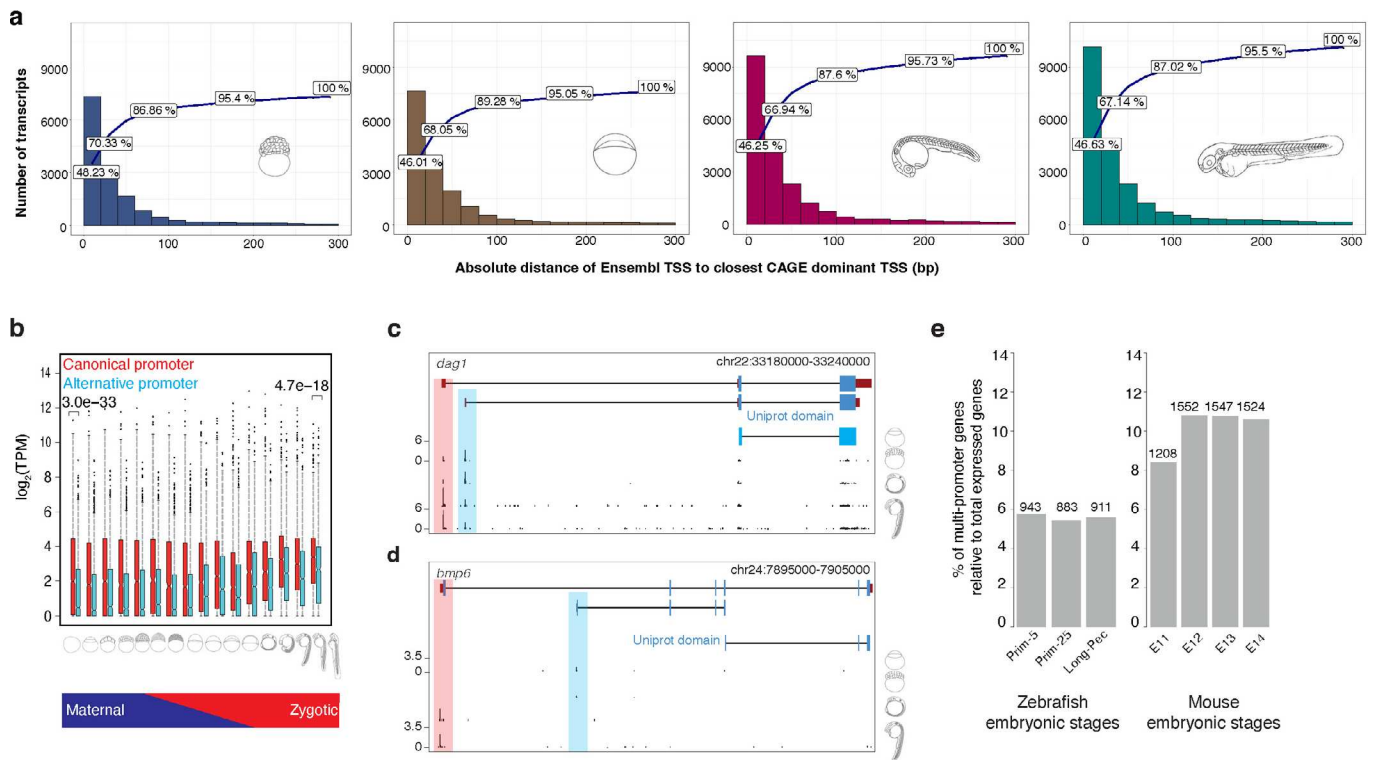 a
Number of transcripts
9000
6000
3000
0
48.23 %
70.33 %
86.86 %
95.4 %
100 %
0
100
200
300
9000
6000
3000
0
46.01 %
68.05 %
89.28 %
95.05 %
100 %
0
100
200
300
9000
6000
3000
0
46.25 %
66.94 %
87.6 %
95.73 %
100 %
0
100
200
300
9000
6000
3000
0
46.63 %
67.14 %
87.02 %
95.5 %
100 %
0
100
200
300
Absolute distance of Ensembl TSS to closest CAGE dominant TSS (bp)
b
Canonical promoter
Alternative promoter
3.0e–33
4.7e–18
log2(TPM)
14
12
10
8
6
4
2
0
Maternal
Zygotic
c
dag1
chr22:33180000-33240000
Uniprot domain
6
0
6
0
d
bmp6
chr24:7895000-7905000
Uniprot domain
3.5
0
3.5
0
e
% of multi-promoter genes
relative to total expressed genes
14
12
10
8
6
4
2
0
943
883
911
Prim-5
Prim-25
Long-Pec
Zebrafish
embryonic stages
14
12
10
8
6
4
2
0
1208
1552
1547
1524
E11
E12
E13
E14
Mouse
embryonic stages